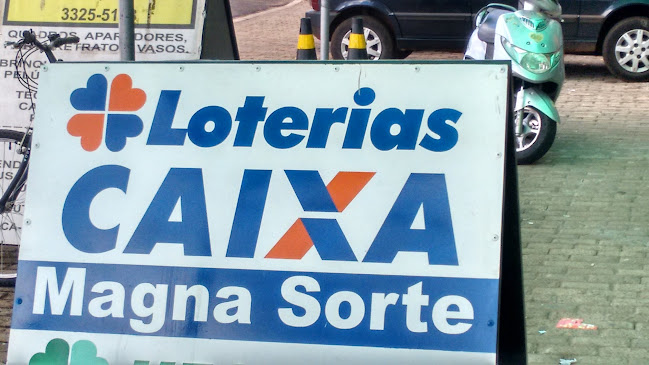 3325-51
QUADROS, APARADORES,
RETRATO VASOS.
Loterias
CAIXA
Magna Sorte